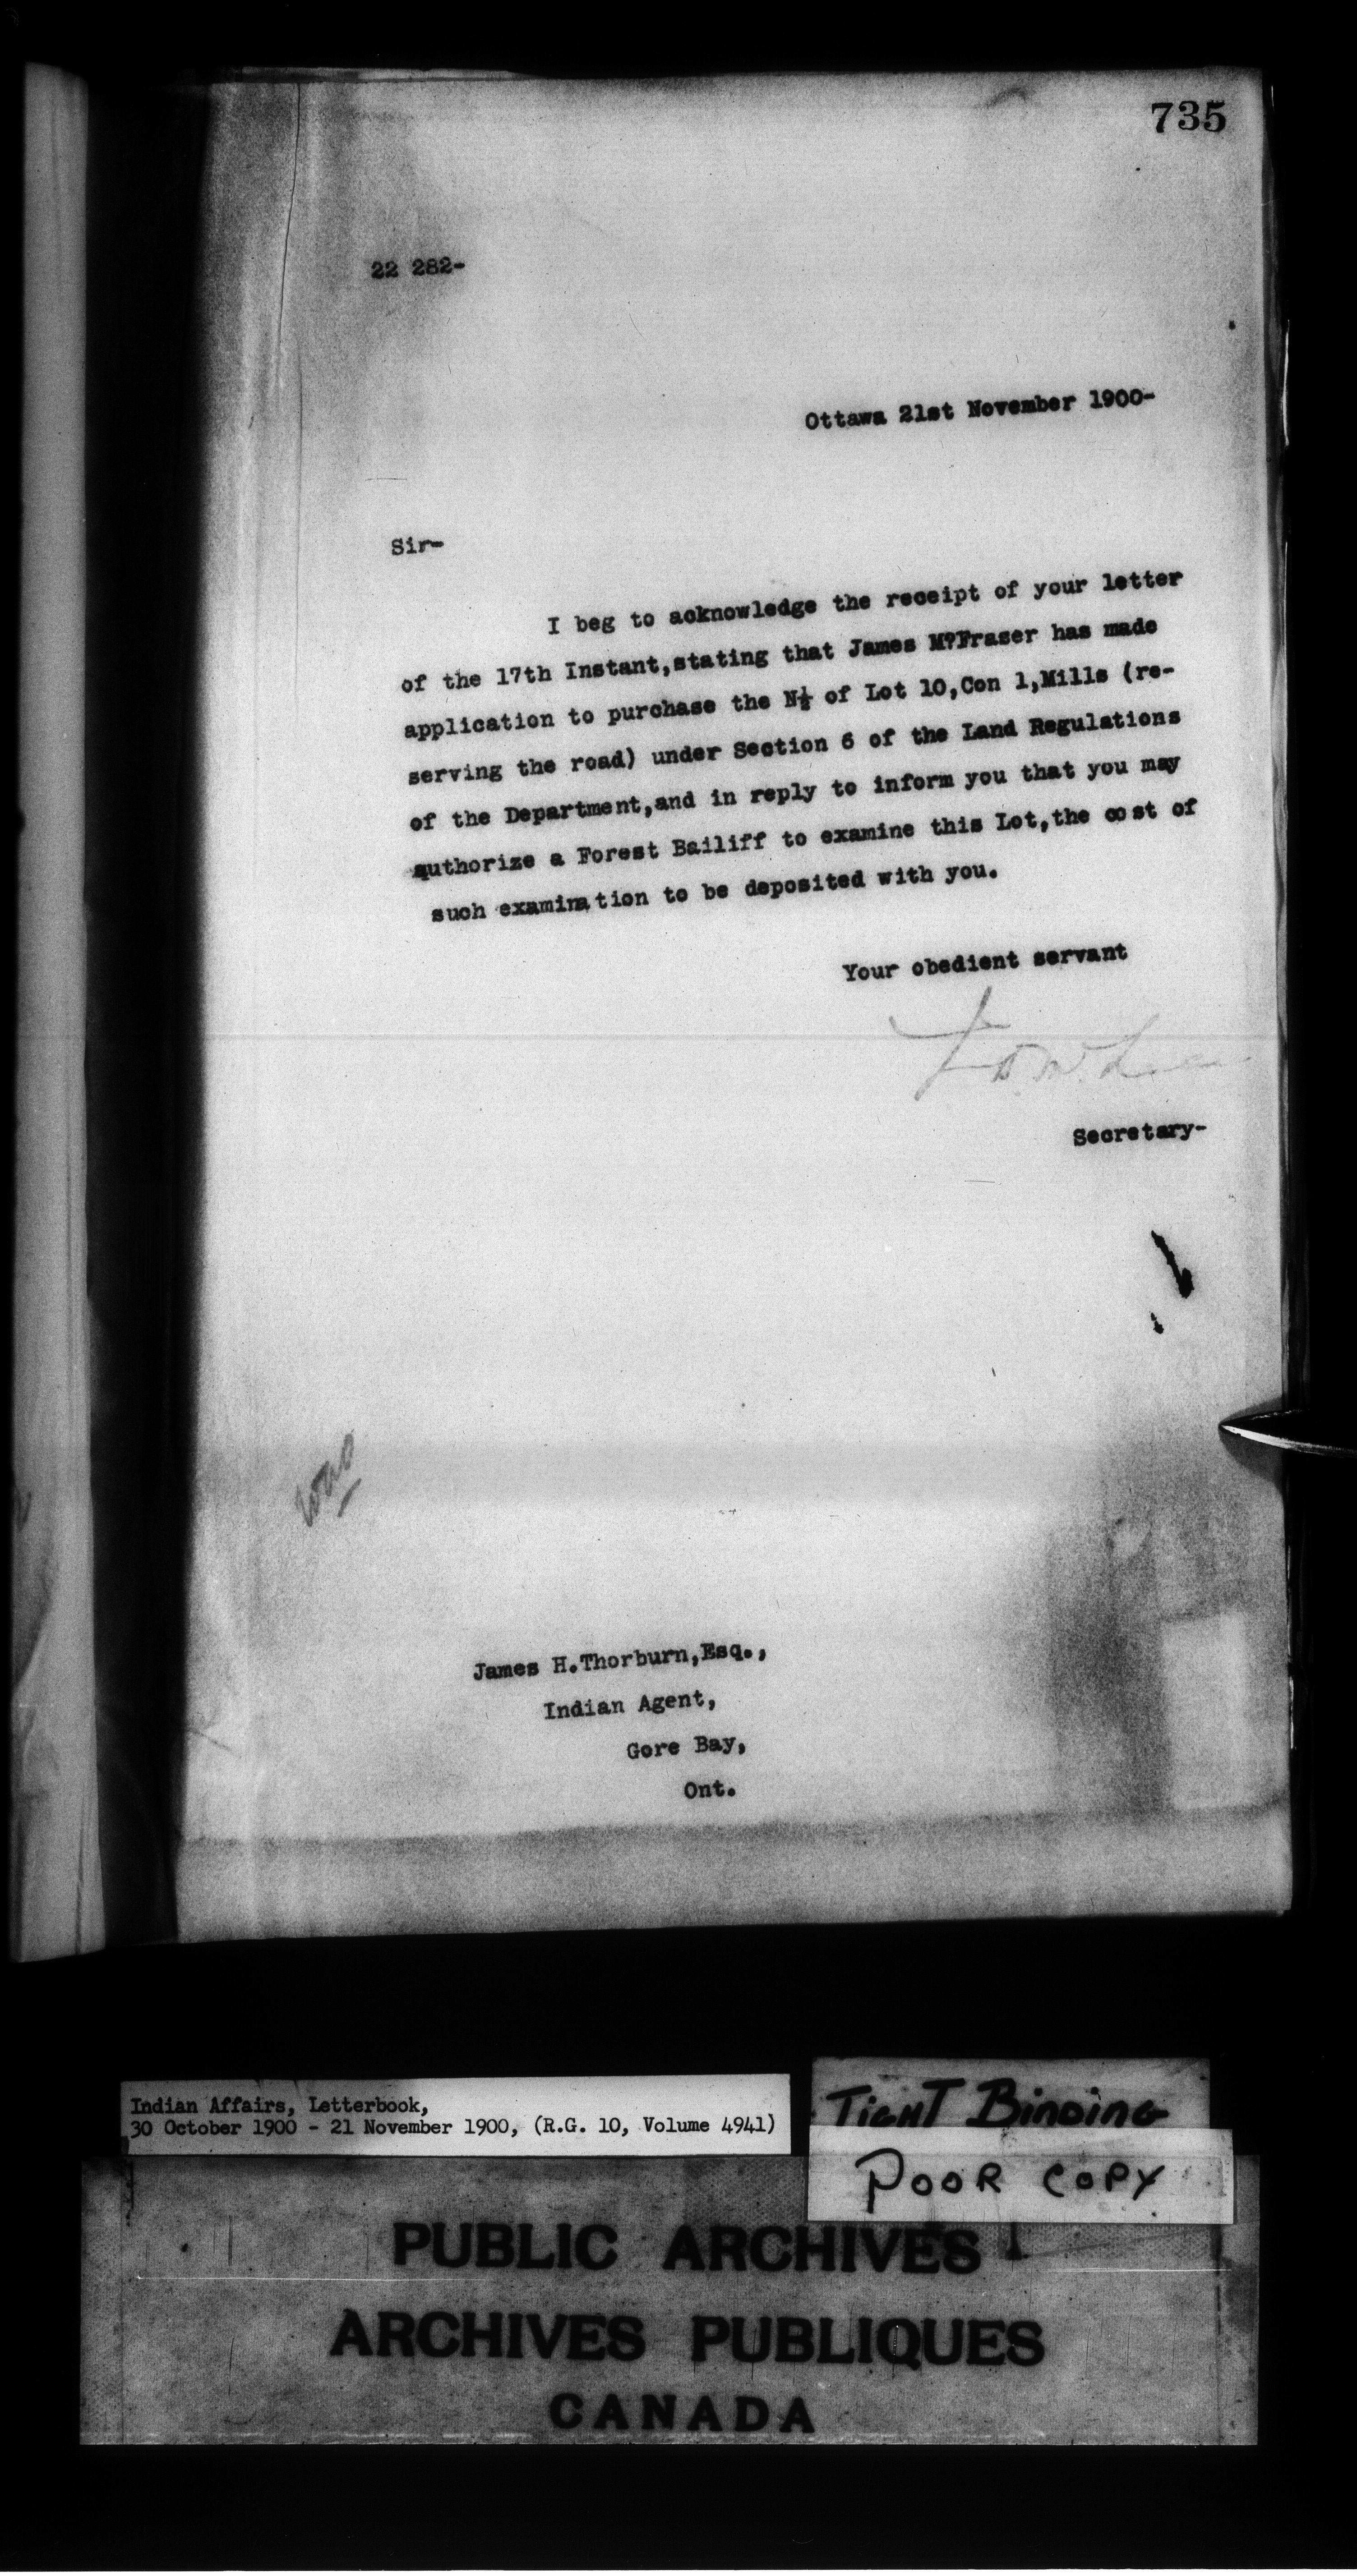 735
22 282-
Ottawa 21st November 1900-
Sir-
I beg to acknowledge the receipt of your letter
of the 17th Instant,stating that James M?Fraser has made
application to purchase the N½ of Lot 10,Con 1,Mills (re-
serving the road) under Section 6 of the Land Regulations
of the Department,and in reply to inform you that you may
authorize a Forest Bailiff to examine this Lot,the cost of
such examination to be deposited with you.
Your obedient servant
Secretary-
James H.Thorburn,Esq.,
Indian Agent,
Gore Bay,
Ont.
Indian Affairs, Letterbook,
30 October 1900 - 21 November 1900, (R.G. 10, Volume 4941)
TIGHT BINDING
POOR COPY
PUBLIC ARCHIVES
ARCHIVES PUBLIQUES
CANADA